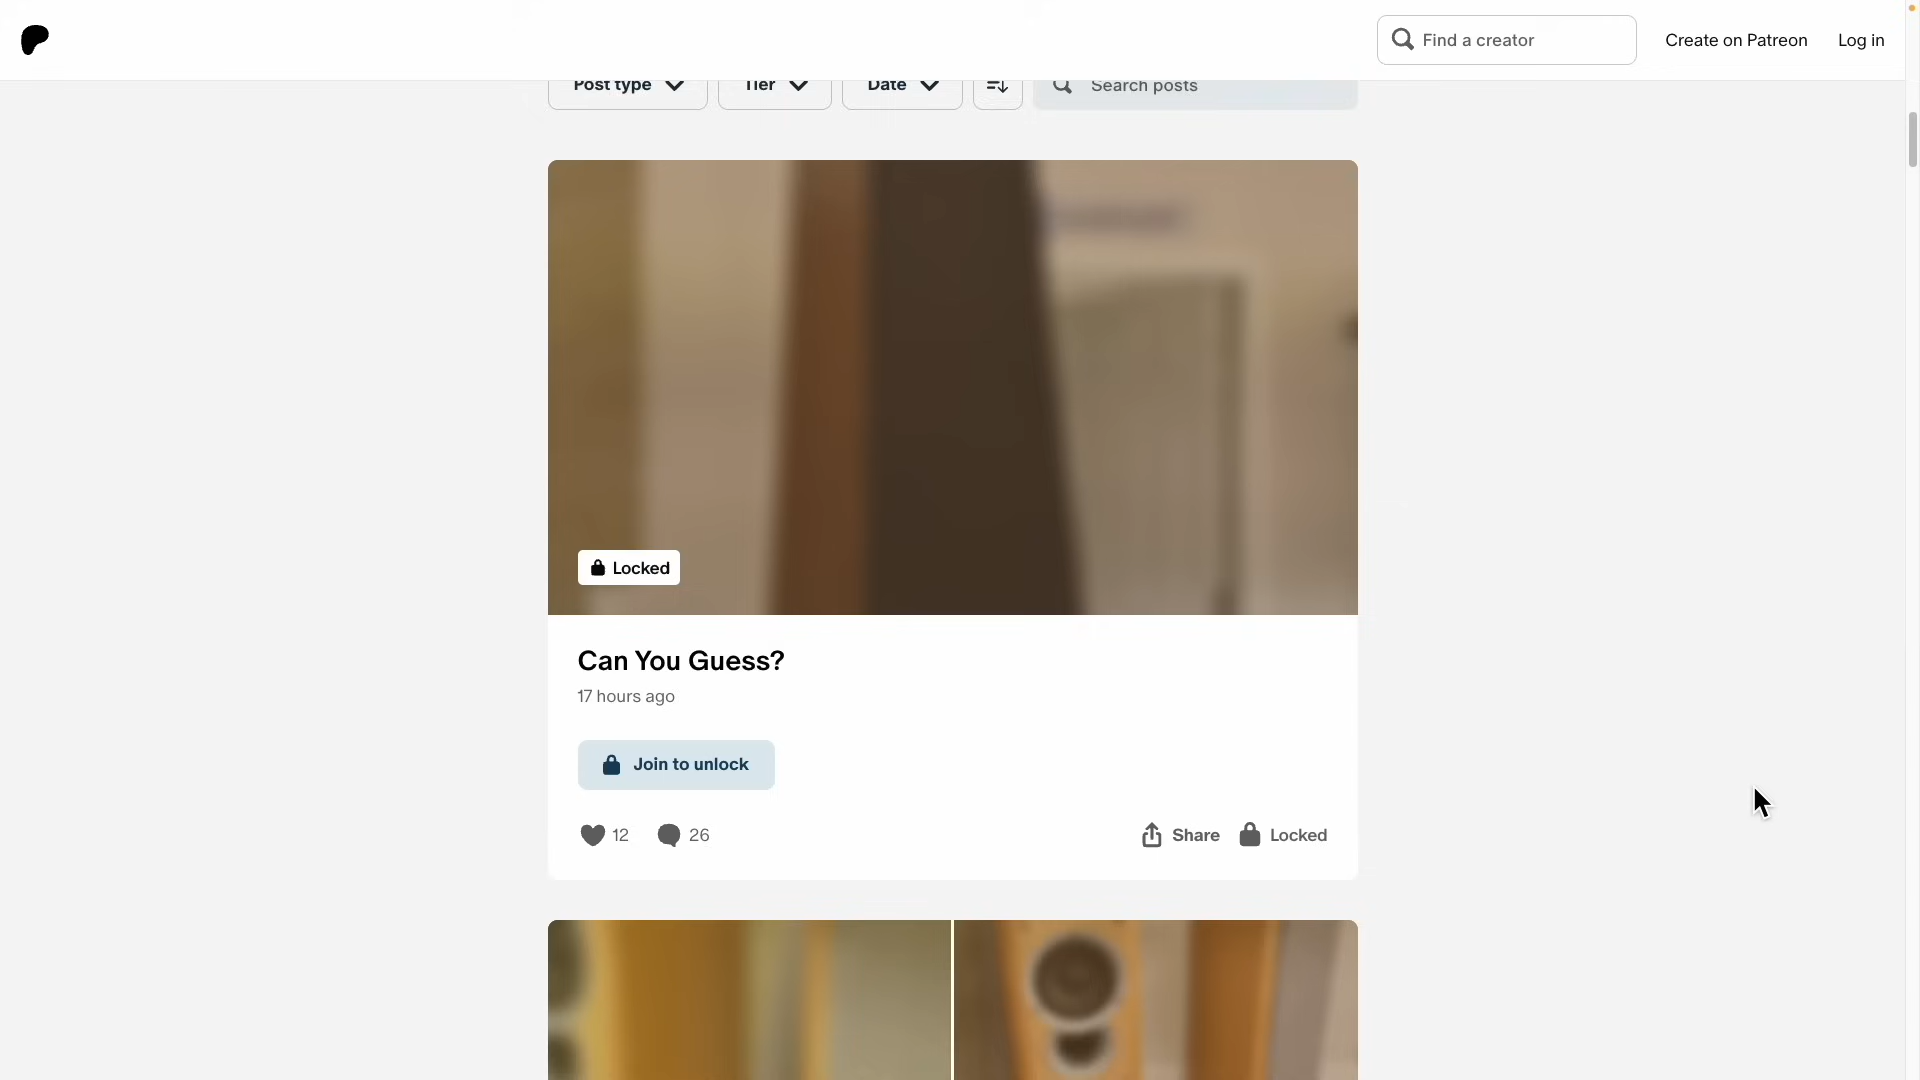 Find a creator
Create on Patreon
Log in
Post type
Tier
Date
Search posts
Locked
Can You Guess?
17 hours ago
Join to unlock
12
26
Share
Locked